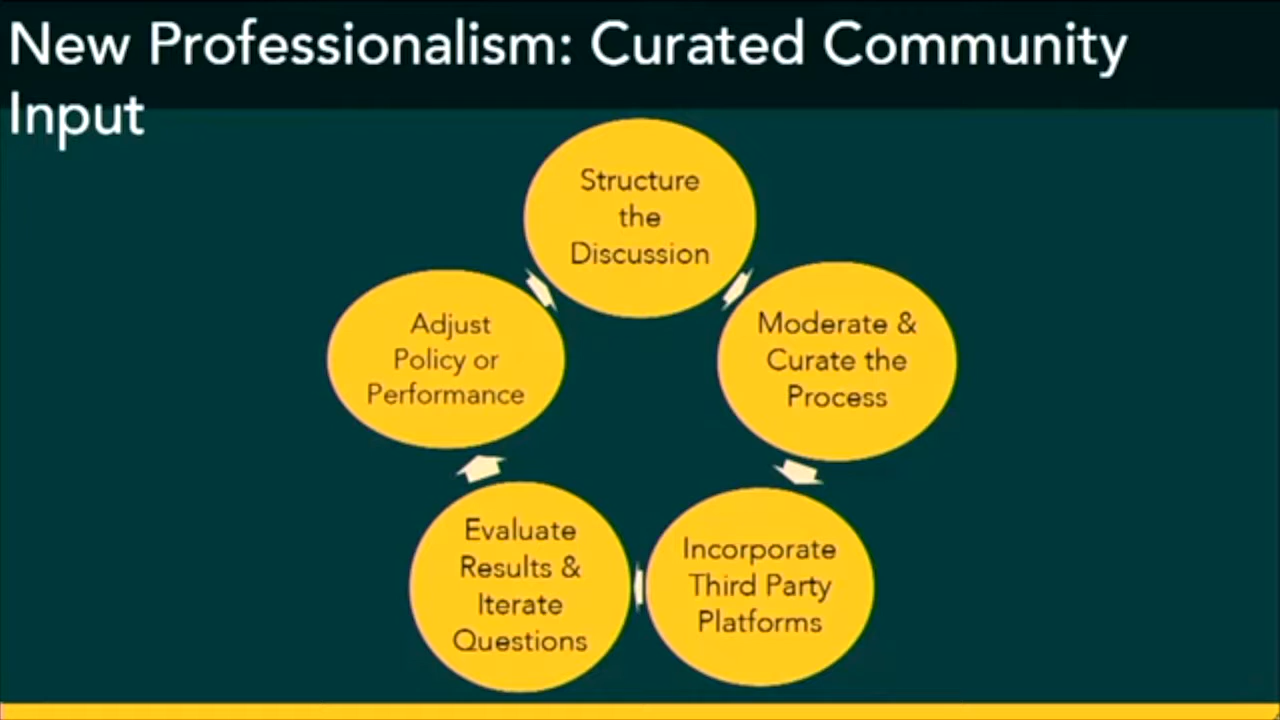 New Professionalism: Curated Community
Input
Structure
the
Discussion
Moderate &
Curate the
Process
Incorporate
Third Party
Platforms
Evaluate
Results &
Iterate
Questions
Adjust
Policy or
Performance